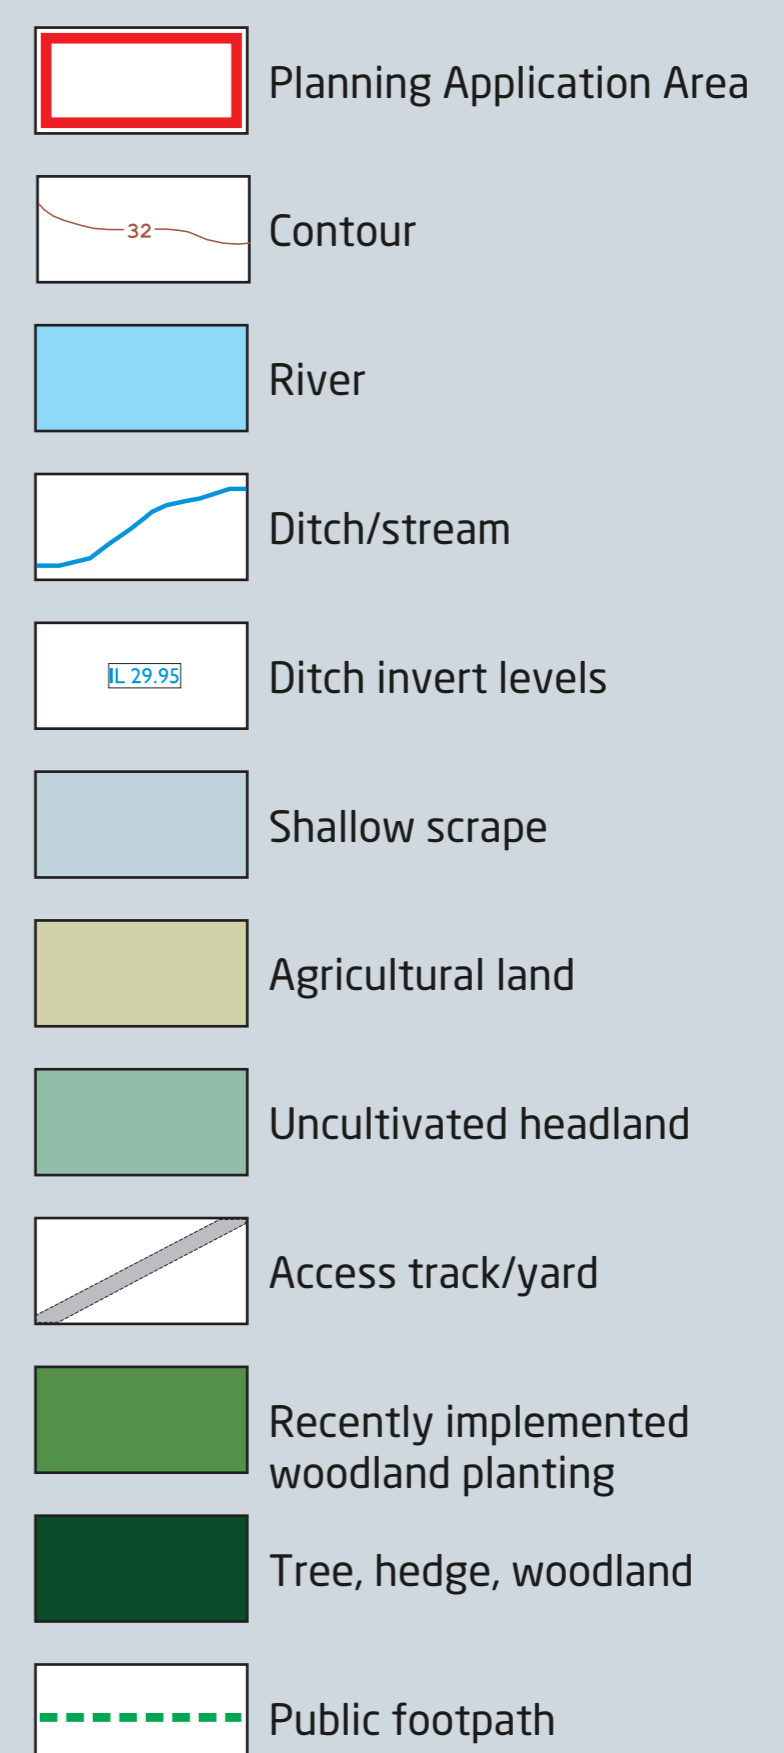 Planning Application Area
32
Contour
River
Ditch/stream
IL 29.95
Ditch invert levels
Shallow scrape
Agricultural land
Uncultivated headland
Access track/yard
Recently implemented
woodland planting
Tree, hedge, woodland
Public footpath